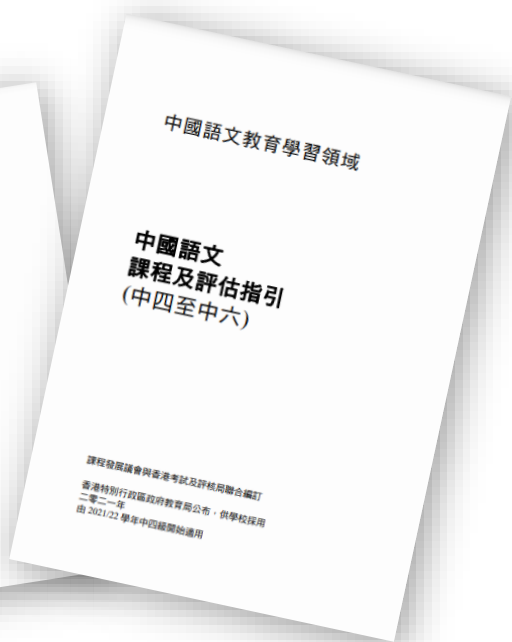 中國語文教育學習領域
中國語文
課程及評估指引
(中四至中六)
課程發展議會與香港考試及評核局聯合編訂
香港特別行政區政府教育局公布，供學校採用
二零二一年
由 2021/22 學年中四級開始適用